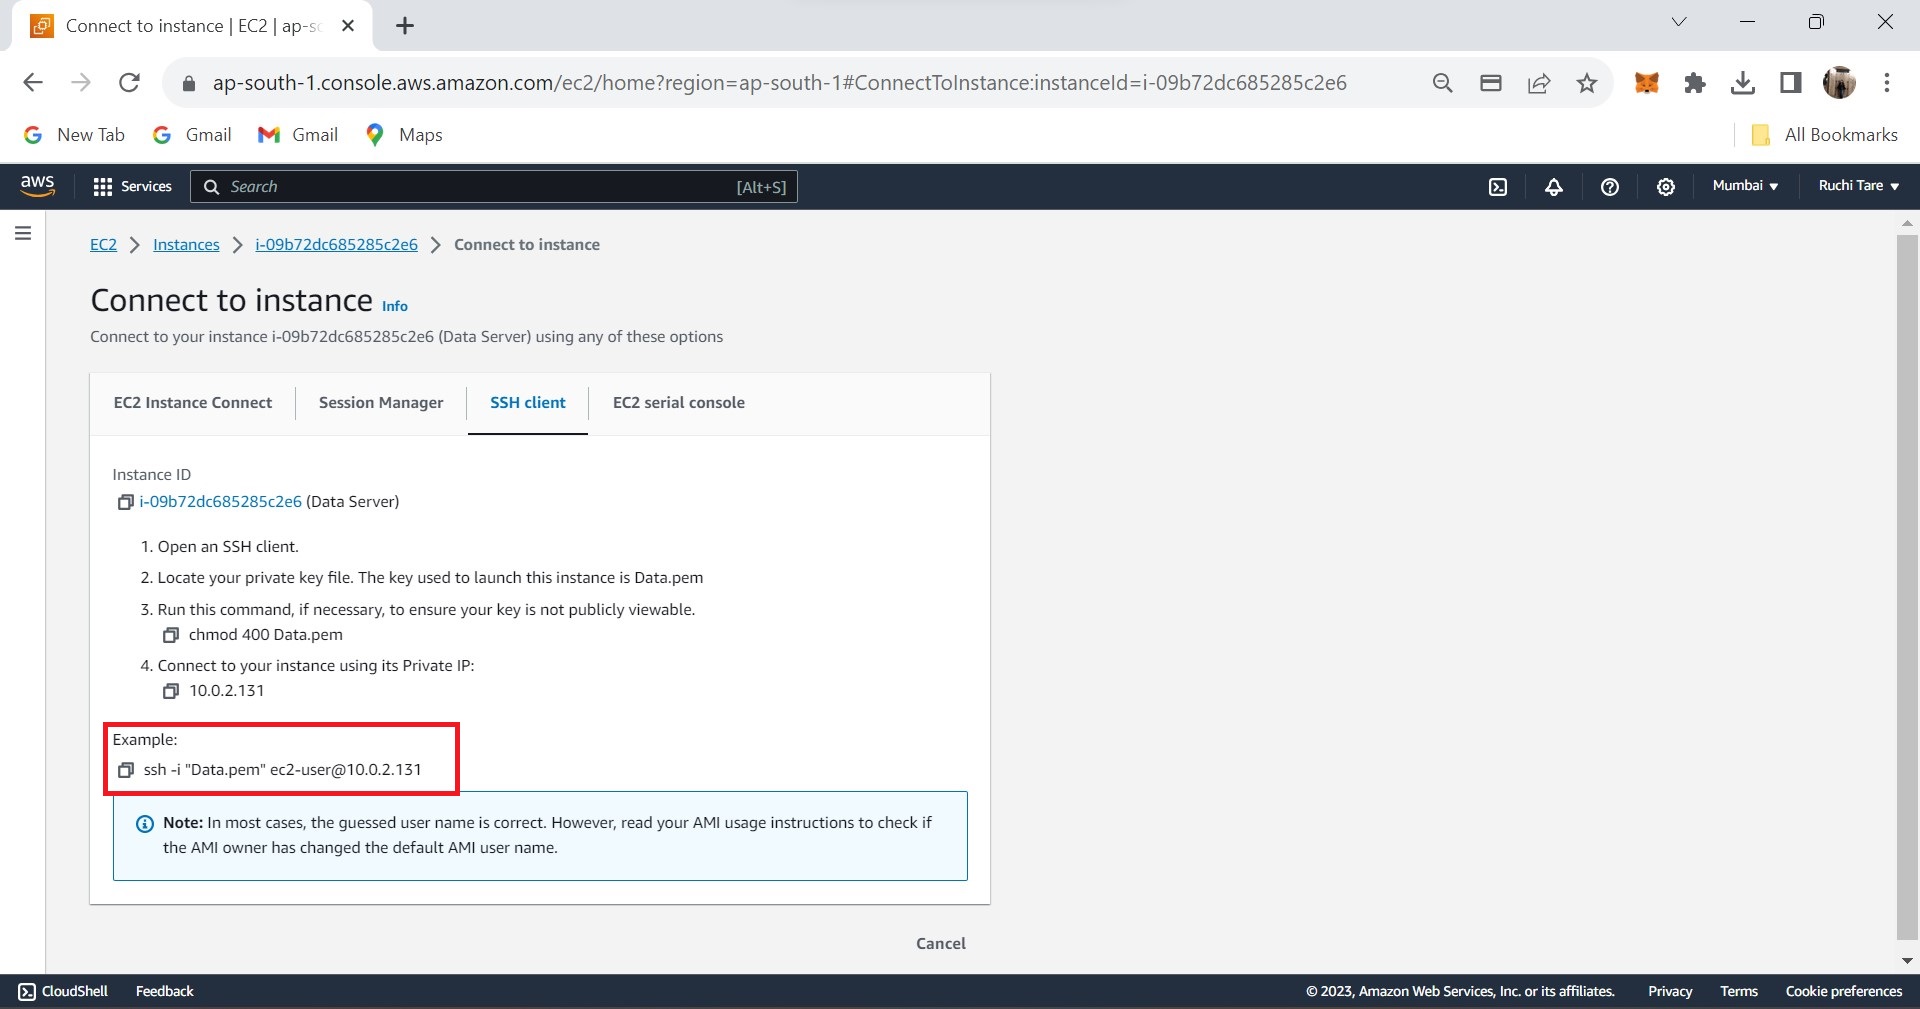 Connect to instance | EC2 | ap-so
ap-south-1.console.aws.amazon.com/ec2/home?region=ap-south-1#ConnectToInstance:instanceId=i-09b72dc685285c2e6
New Tab Gmail Gmail Maps All Bookmarks
aws Services Search [Alt+S] Mumbai Ruchi Tare
EC2 Instances i-09b72dc685285c2e6 Connect to instance
Connect to instance Info
Connect to your instance i-09b72dc685285c2e6 (Data Server) using any of these options
EC2 Instance Connect Session Manager SSH client EC2 serial console
Instance ID
i-09b72dc685285c2e6 (Data Server)
1. Open an SSH client.
2. Locate your private key file. The key used to launch this instance is Data.pem
3. Run this command, if necessary, to ensure your key is not publicly viewable.
chmod 400 Data.pem
4. Connect to your instance using its Private IP:
10.0.2.131
Example:
ssh -i "Data.pem" ec2-user@10.0.2.131
Note: In most cases, the guessed user name is correct. However, read your AMI usage instructions to check if
the AMI owner has changed the default AMI user name.
Cancel
CloudShell Feedback © 2023, Amazon Web Services, Inc. or its affiliates. Privacy Terms Cookie preferences